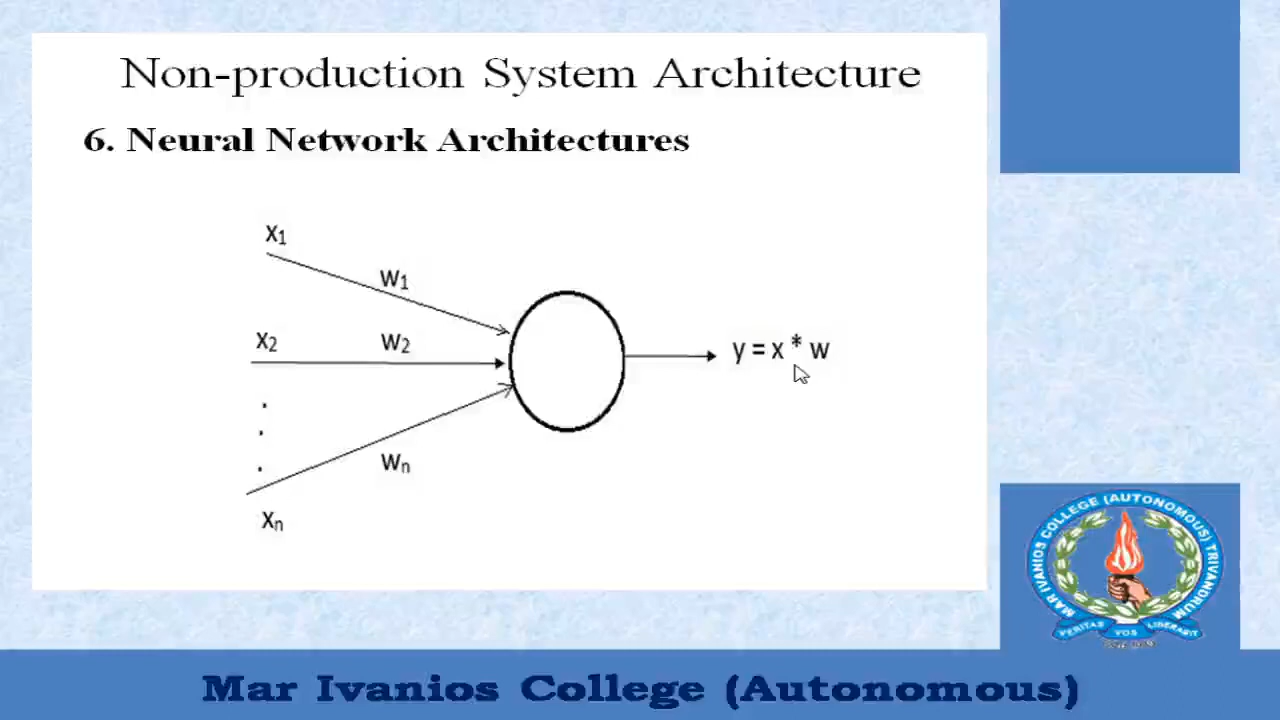 Non-production System Architecture
6. Neural Network Architectures
x1
w1
x2
w2
y = x * w
.
.
.
wn
xn
MAR IVANIOS COLLEGE (AUTONOMOUS) TRIVANDRUM
VERITAS VOS LIBERABIT
Mar Ivanios College (Autonomous)